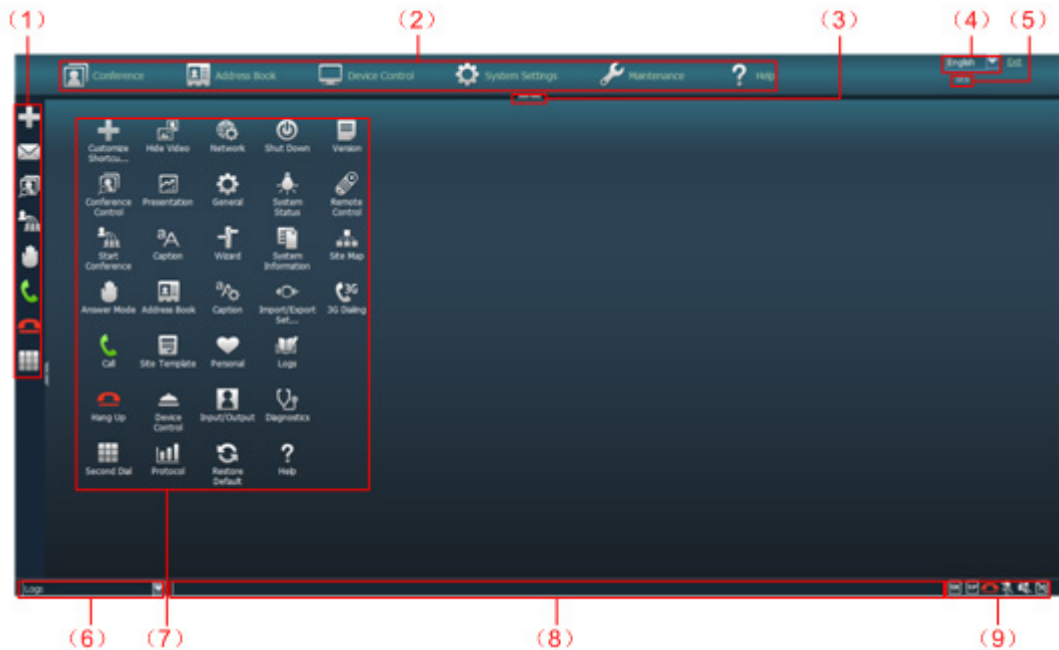 (1)
(2)
(3)
(4)
(5)
Conference
Address Book
Device Control
System Settings
Maintenance
Help
English
Exit
Customize Shortcu...
Hide Video
Network
Shut Down
Version
Conference Control
Presentation
General
System Status
Remote Control
Start Conference
Caption
Wizard
System Information
Site Map
Answer Mode
Address Book
Caption
Import/Export Set...
3G Dialing
Call
Site Template
Personal
Logs
Hang Up
Device Control
Input/Output
Diagnostics
Second Dial
Protocol
Restore Default
Help
Logs
(6)
(7)
(8)
(9)